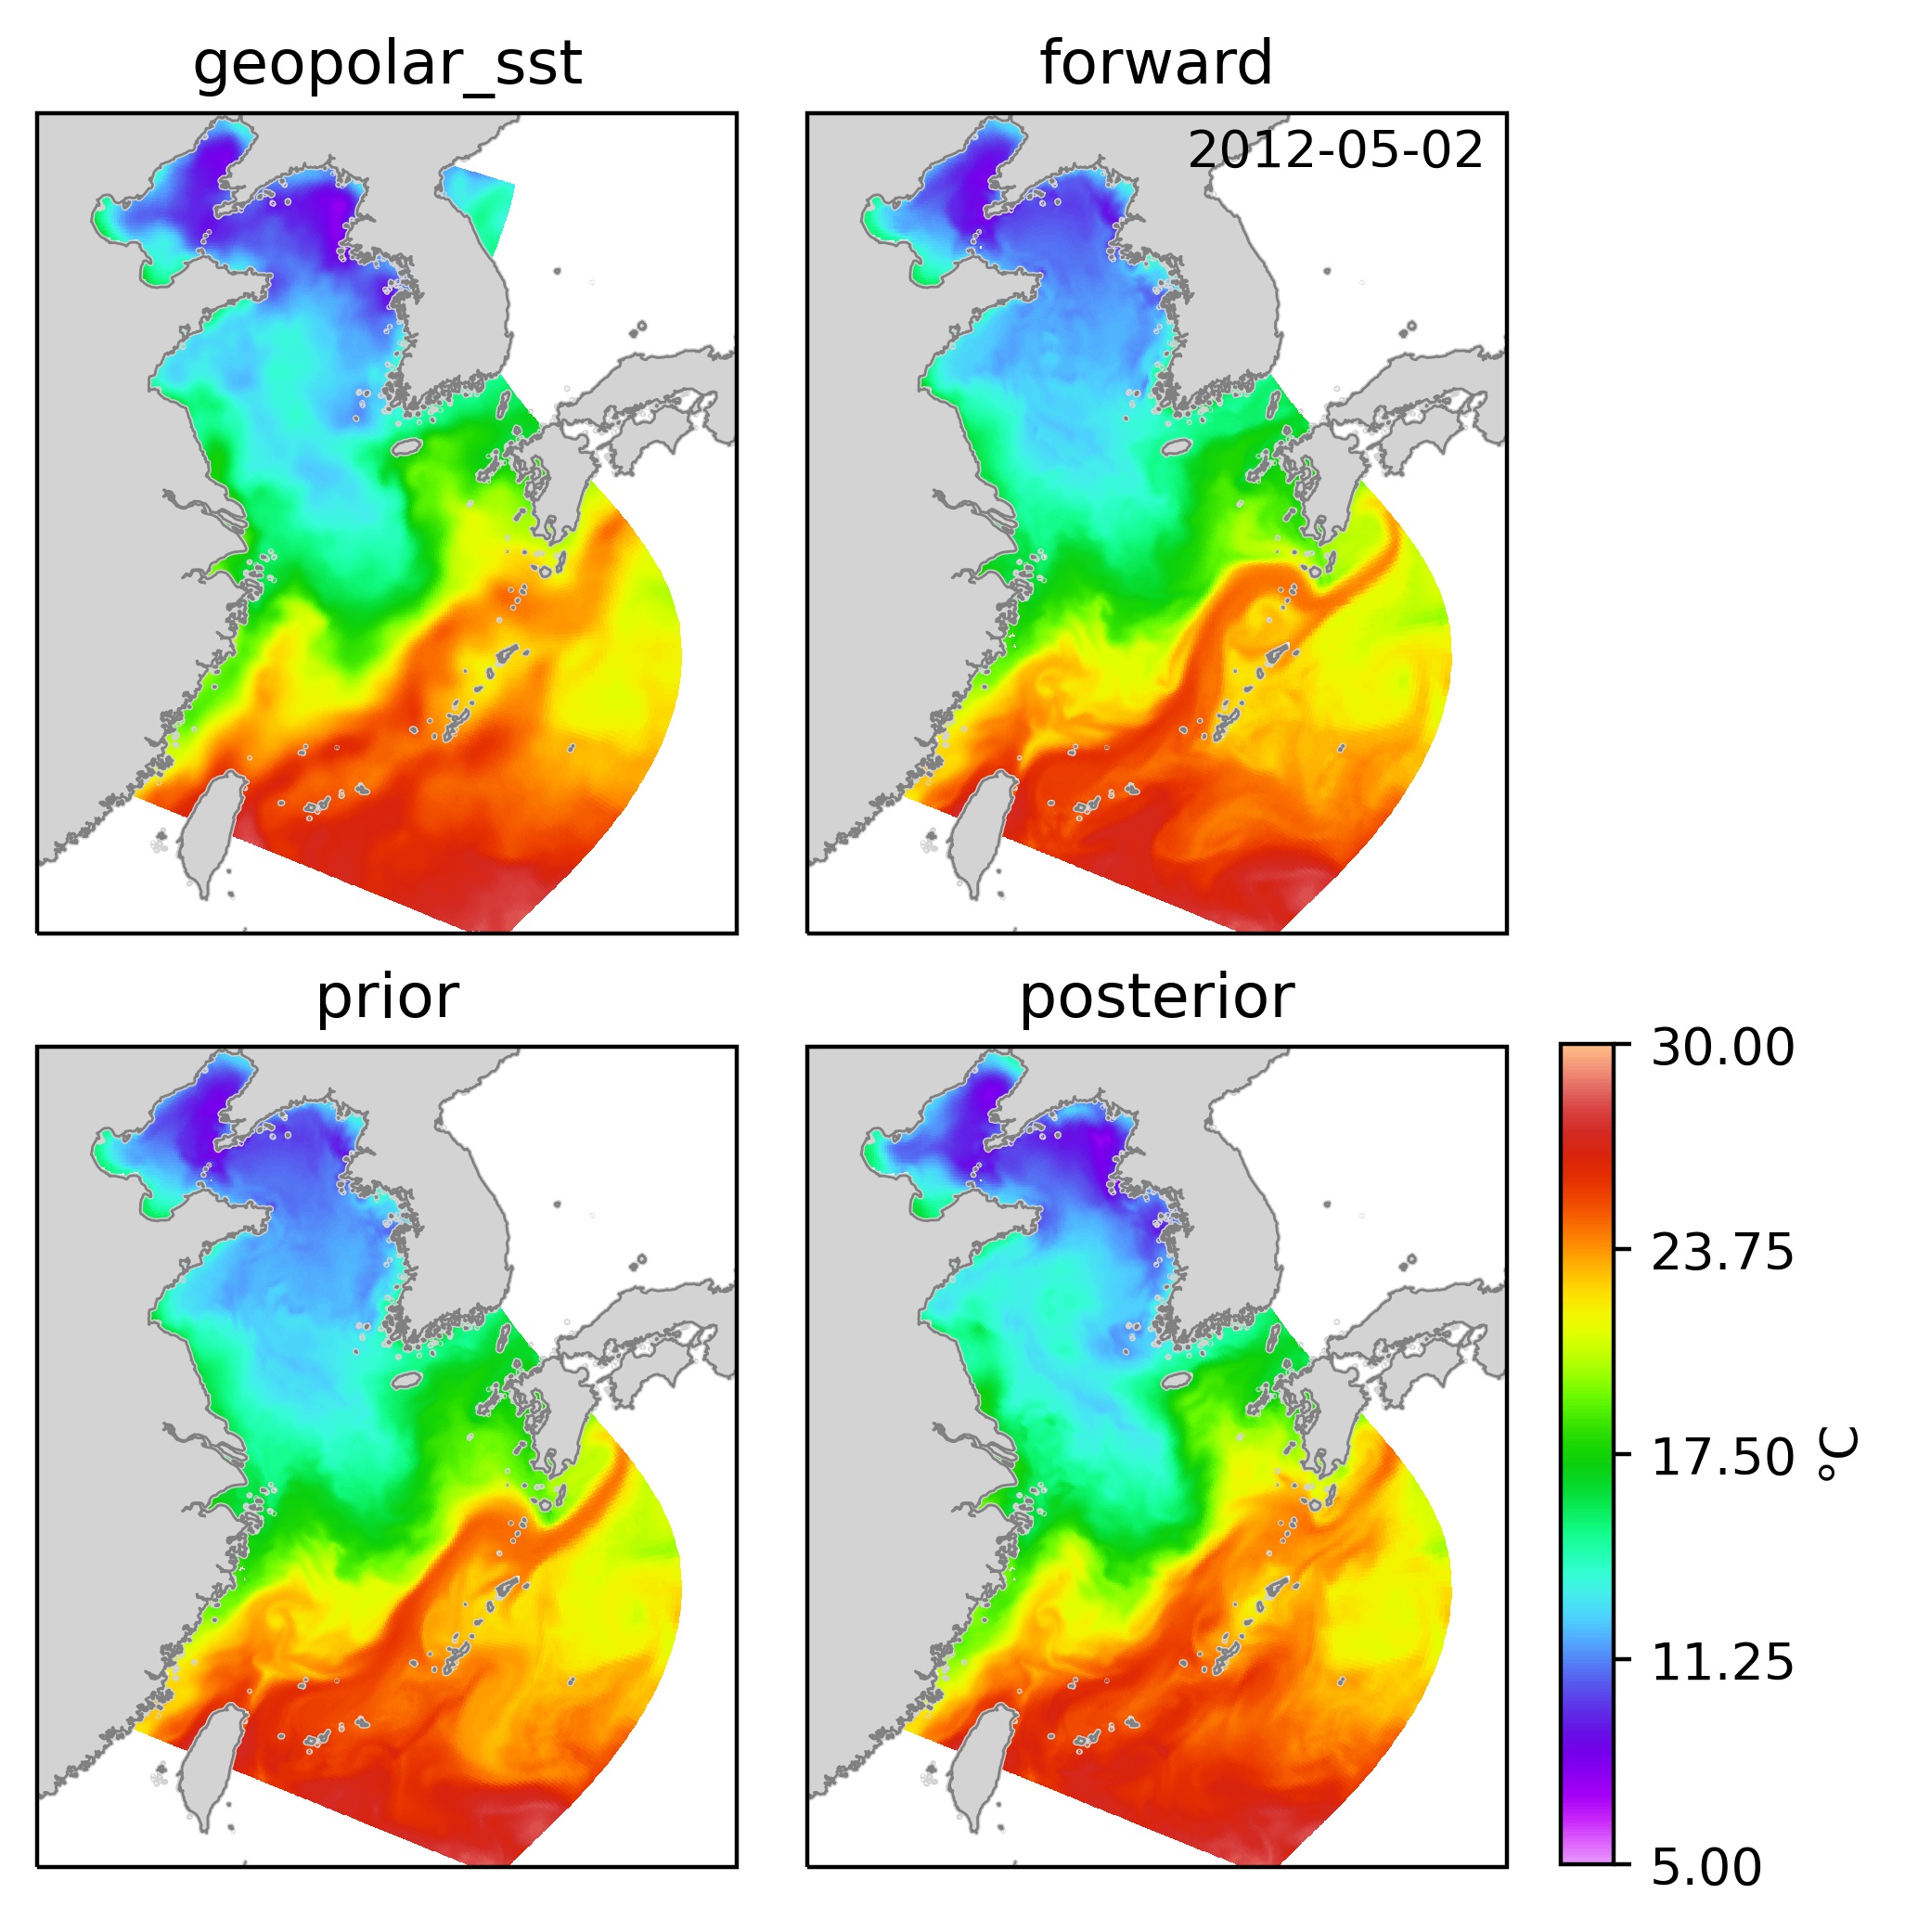 geopolar_sst
forward
2012-05-02
prior
posterior
30.00
23.75
17.50
11.25
5.00
°C